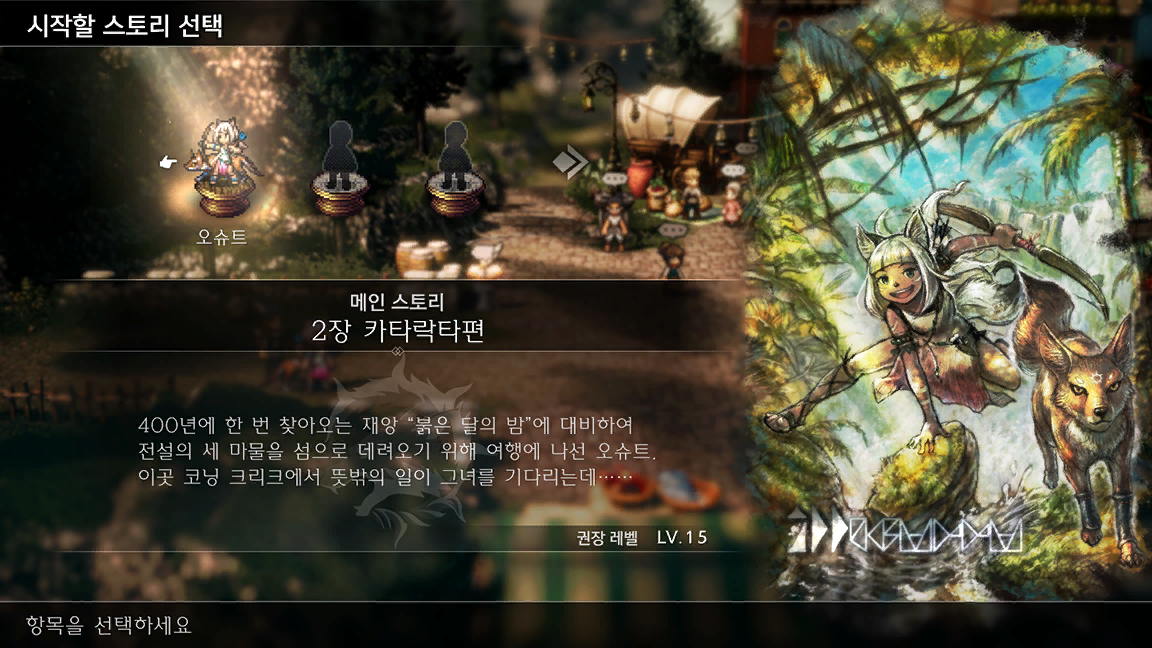 시작할 스토리 선택
오슈트
메인 스토리
2장 카타락타편
400년에 한 번 찾아오는 재앙 “붉은 달의 밤”에 대비하여
전설의 세 마물을 섬으로 데려오기 위해 여행에 나선 오슈트.
이곳 코닝 크리크에서 뜻밖의 일이 그녀를 기다리는데……
권장 레벨 LV.15
항목을 선택하세요